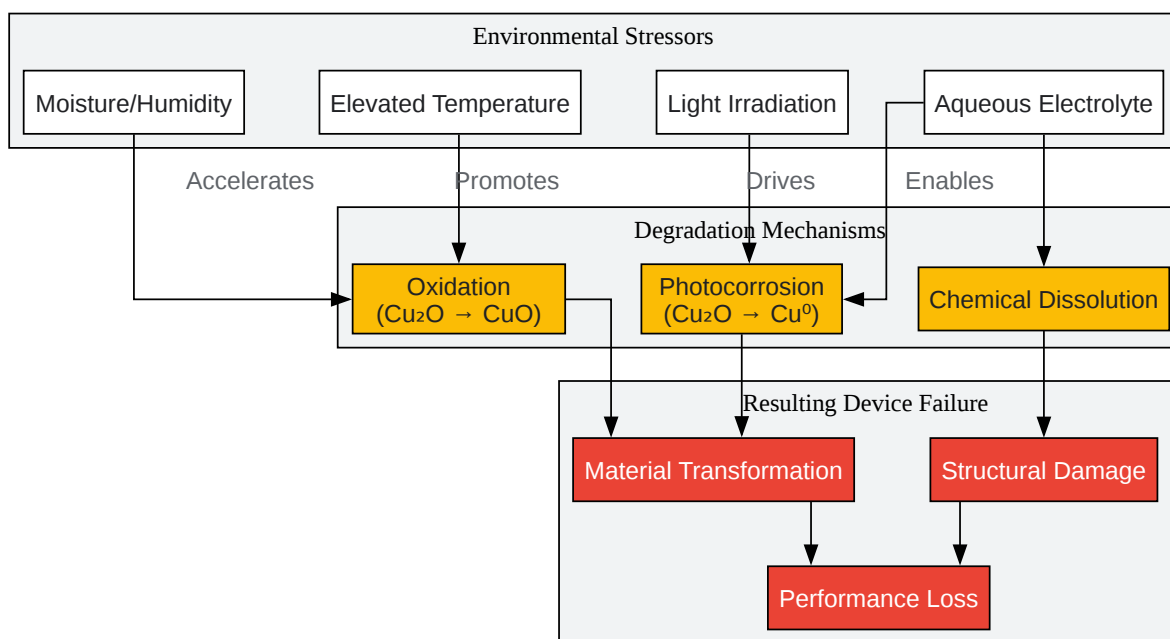 Environmental Stressors
Moisture/Humidity
Elevated Temperature
Light Irradiation
Aqueous Electrolyte
Accelerates
Promotes
Drives
Enables
Degradation Mechanisms
Oxidation
(Cu₂O → CuO)
Photocorrosion
(Cu₂O → Cu⁰)
Chemical Dissolution
Resulting Device Failure
Material Transformation
Structural Damage
Performance Loss